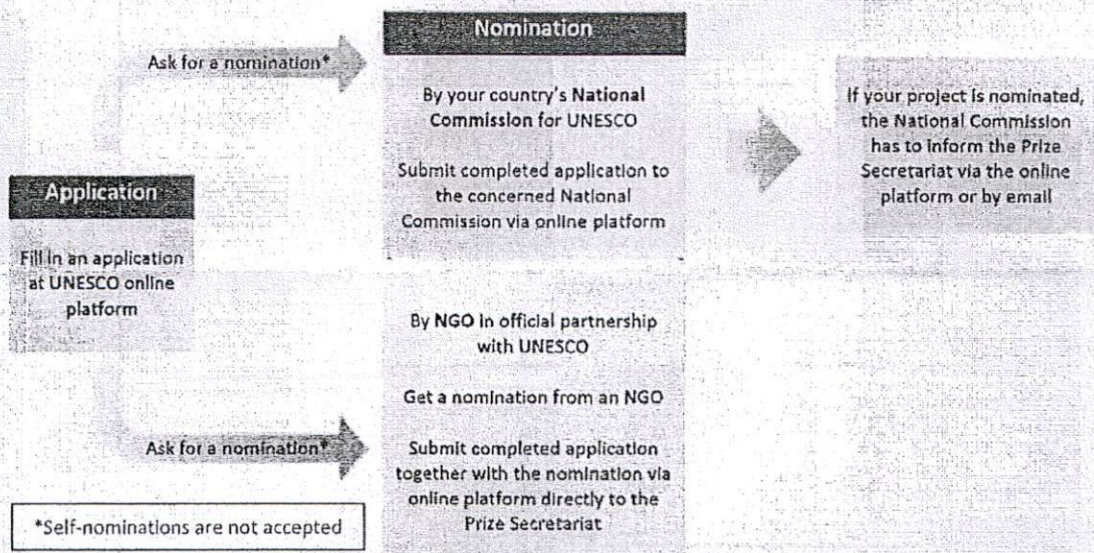 Application
Fill in an application
at UNESCO online
platform
Ask for a nomination*
Nomination
By your country's National
Commission for UNESCO
Submit completed application to
the concerned National
Commission via online platform
If your project is nominated,
the National Commission
has to inform the Prize
Secretariat via the online
platform or by email
Ask for a nomination*
By NGO in official partnership
with UNESCO
Get a nomination from an NGO
Submit completed application
together with the nomination via
online platform directly to the
Prize Secretariat
*Self-nominations are not accepted